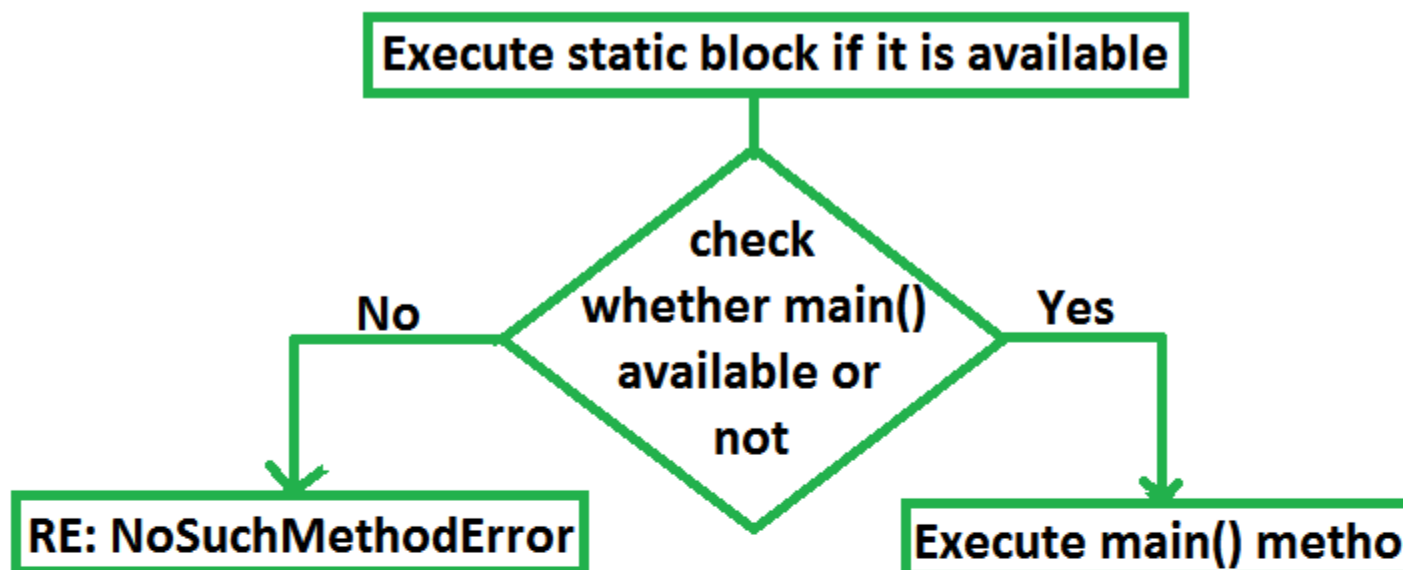 Execute static block if it is available
check
whether main()
available or
not
No
Yes
RE: NoSuchMethodError
Execute main() metho